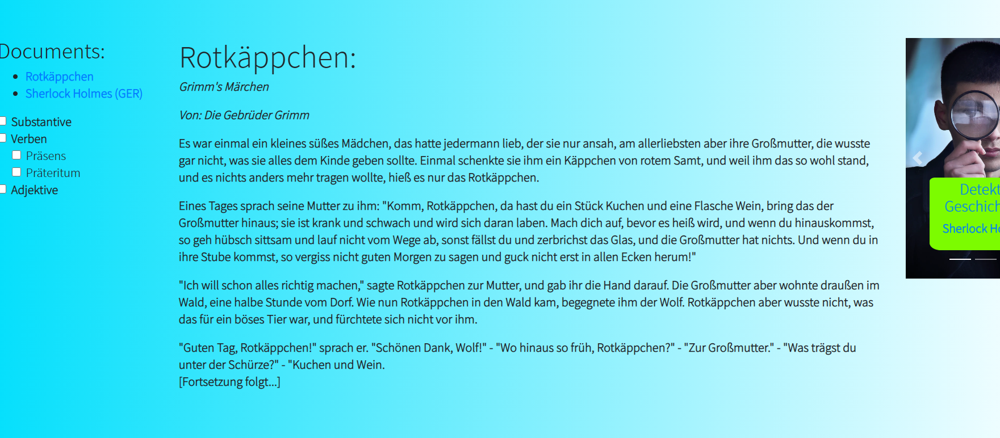 Documents:
Rotkäppchen
Sherlock Holmes (GER)
Substantive
Verben
Präsens
Präteritum
Adjektive
Rotkäppchen:
Grimm's Märchen
Von: Die Gebrüder Grimm
Es war einmal ein kleines süßes Mädchen, das hatte jedermann lieb, der sie nur ansah, am allerliebsten aber ihre Großmutter, die wusste
gar nicht, was sie alles dem Kinde geben sollte. Einmal schenkte sie ihm ein Käppchen von rotem Samt, und weil ihm das so wohl stand,
und es nichts anders mehr tragen wollte, hieß es nur das Rotkäppchen.
Eines Tages sprach seine Mutter zu ihm: "Komm, Rotkäppchen, da hast du ein Stück Kuchen und eine Flasche Wein, bring das der
Großmutter hinaus; sie ist krank und schwach und wird sich daran laben. Mach dich auf, bevor es heiß wird, und wenn du hinauskommst,
so geh hübsch sittsam und lauf nicht vom Wege ab, sonst fällst du und zerbrichst das Glas, und die Großmutter hat nichts. Und wenn du in
ihre Stube kommst, so vergiss nicht guten Morgen zu sagen und guck nicht erst in allen Ecken herum!"
"Ich will schon alles richtig machen," sagte Rotkäppchen zur Mutter, und gab ihr die Hand darauf. Die Großmutter aber wohnte draußen im
Wald, eine halbe Stunde vom Dorf. Wie nun Rotkäppchen in den Wald kam, begegnete ihm der Wolf. Rotkäppchen aber wusste nicht, was
das für ein böses Tier war, und fürchtete sich nicht vor ihm.
"Guten Tag, Rotkäppchen!" sprach er. "Schönen Dank, Wolf!" - "Wo hinaus so früh, Rotkäppchen?" - "Zur Großmutter." - "Was trägst du
unter der Schürze?" - "Kuchen und Wein.
[Fortsetzung folgt...]
Detekt
Geschich
Sherlock Ho